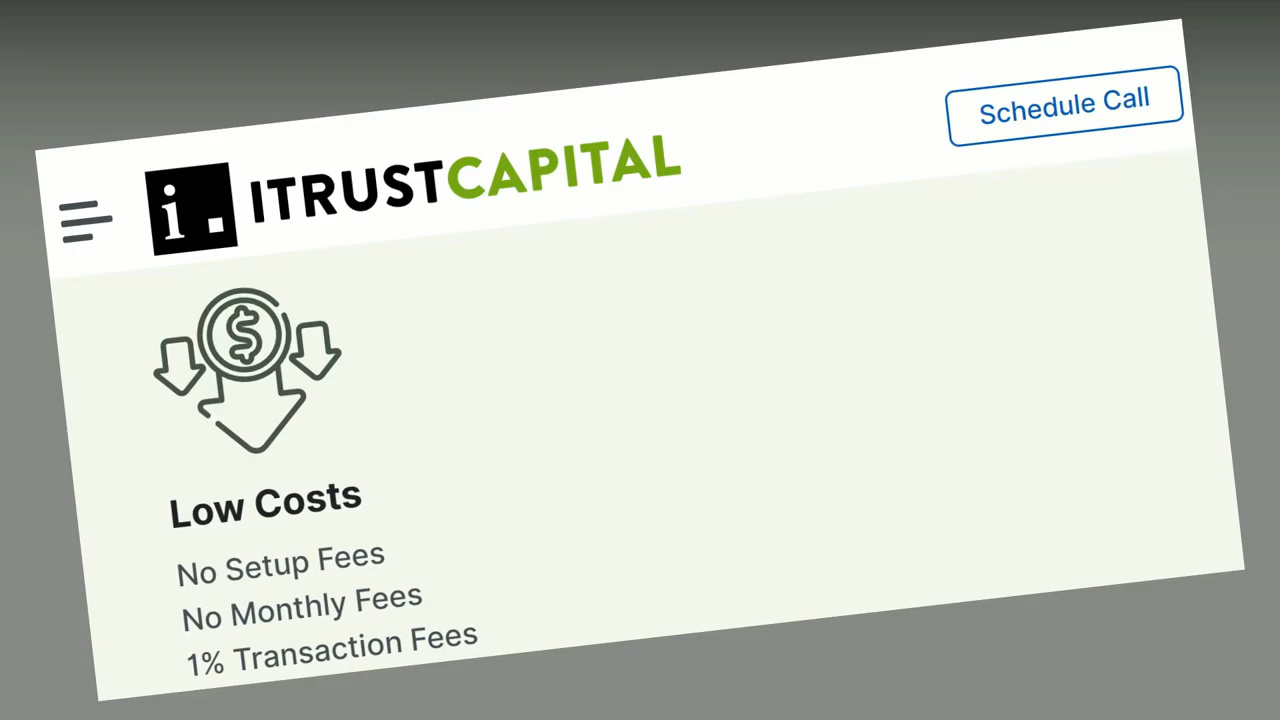 i.
ITRUSTCAPITAL
Schedule Call
Low Costs
No Setup Fees
No Monthly Fees
1% Transaction Fees